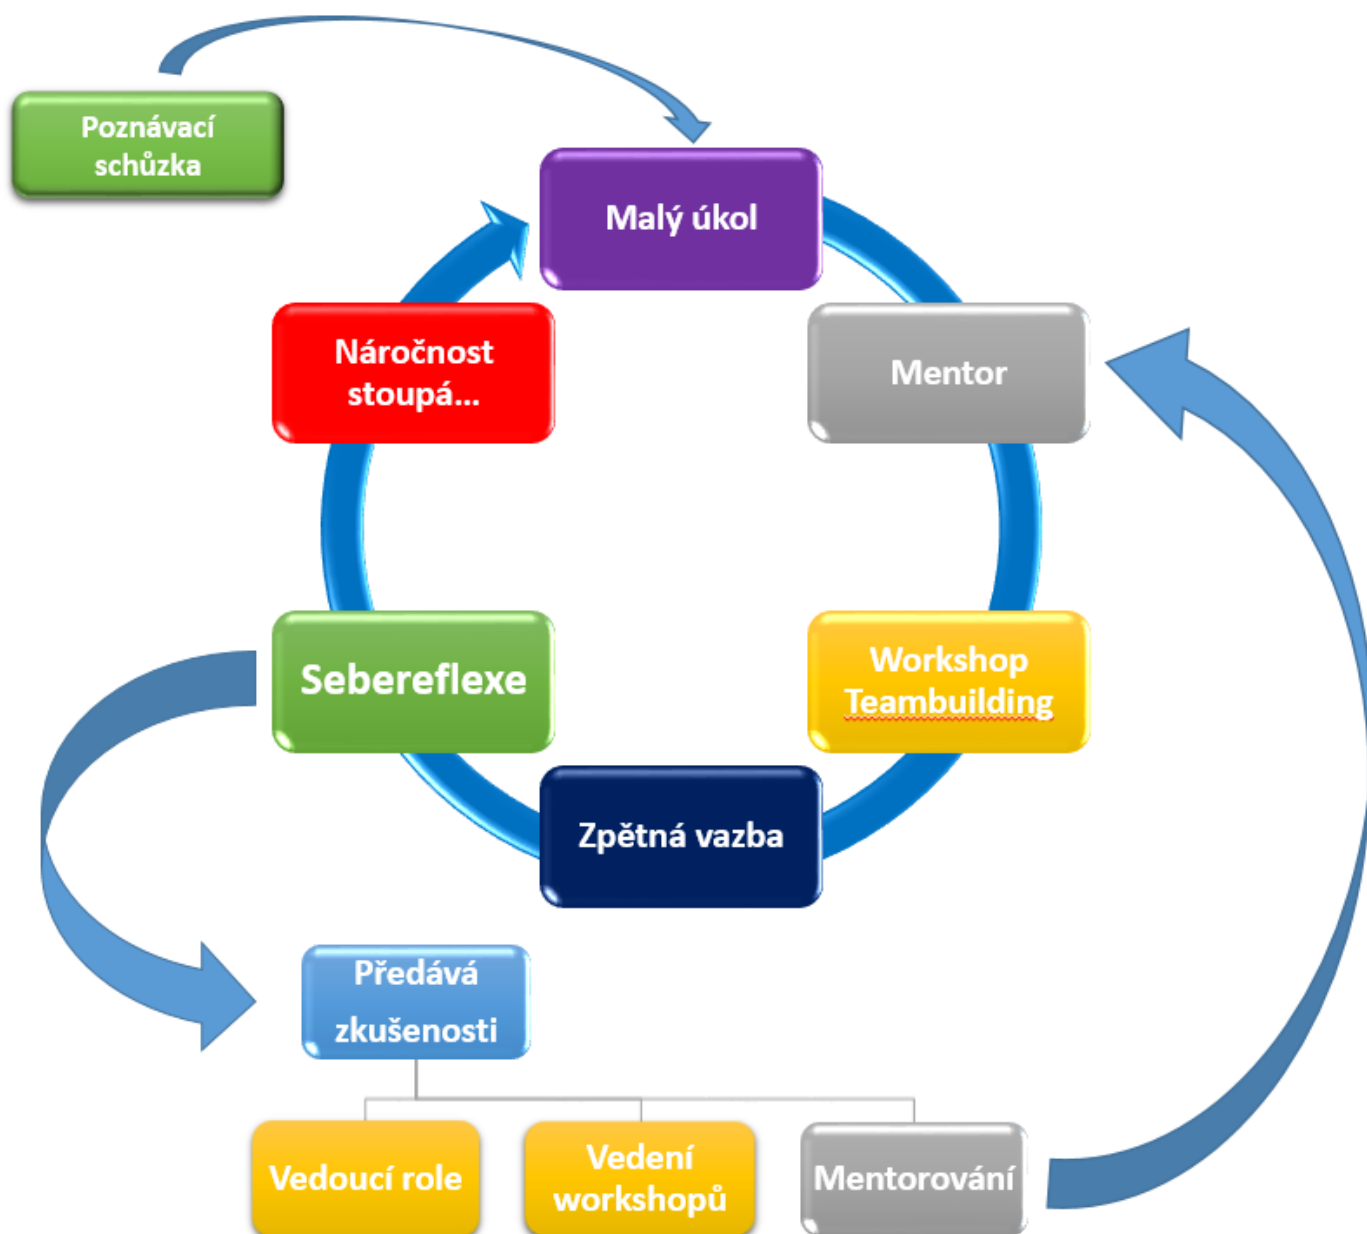 Poznávací
schůzka
Malý úkol
Náročnost
stoupá...
Mentor
Sebereflexe
Workshop
Teambuilding
Zpětná vazba
Předává
zkušenosti
Vedoucí role
Vedení
workshopů
Mentorování